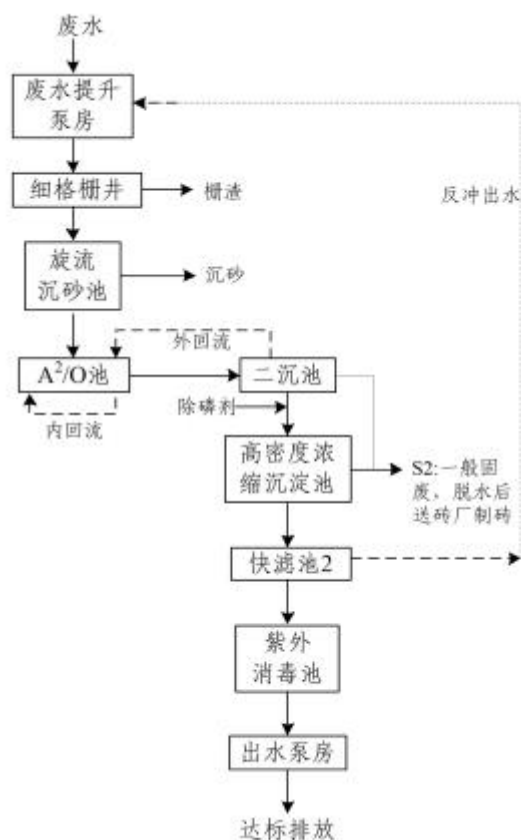 废水
废水提升
泵房
反冲出水
细格栅井
栅渣
旋流
沉砂池
沉砂
外回流
A²/O池
二沉池
内回流
除磷剂
高密度浓
缩沉淀池
S2:一般固
废，脱水后
送砖厂制砖
快滤池2
紫外
消毒池
出水泵房
达标排放